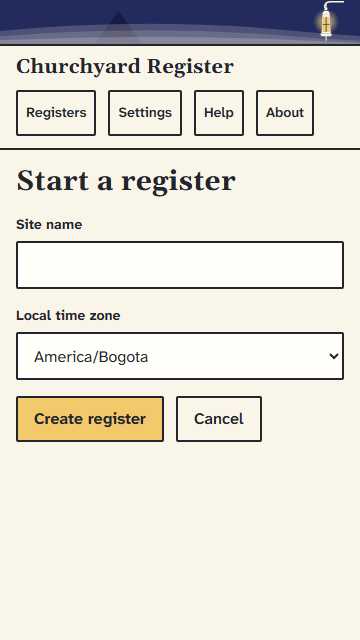 Churchyard Register
Registers
Settings
Help
About
Start a register
Site name
Local time zone
America/Bogota
Create register
Cancel